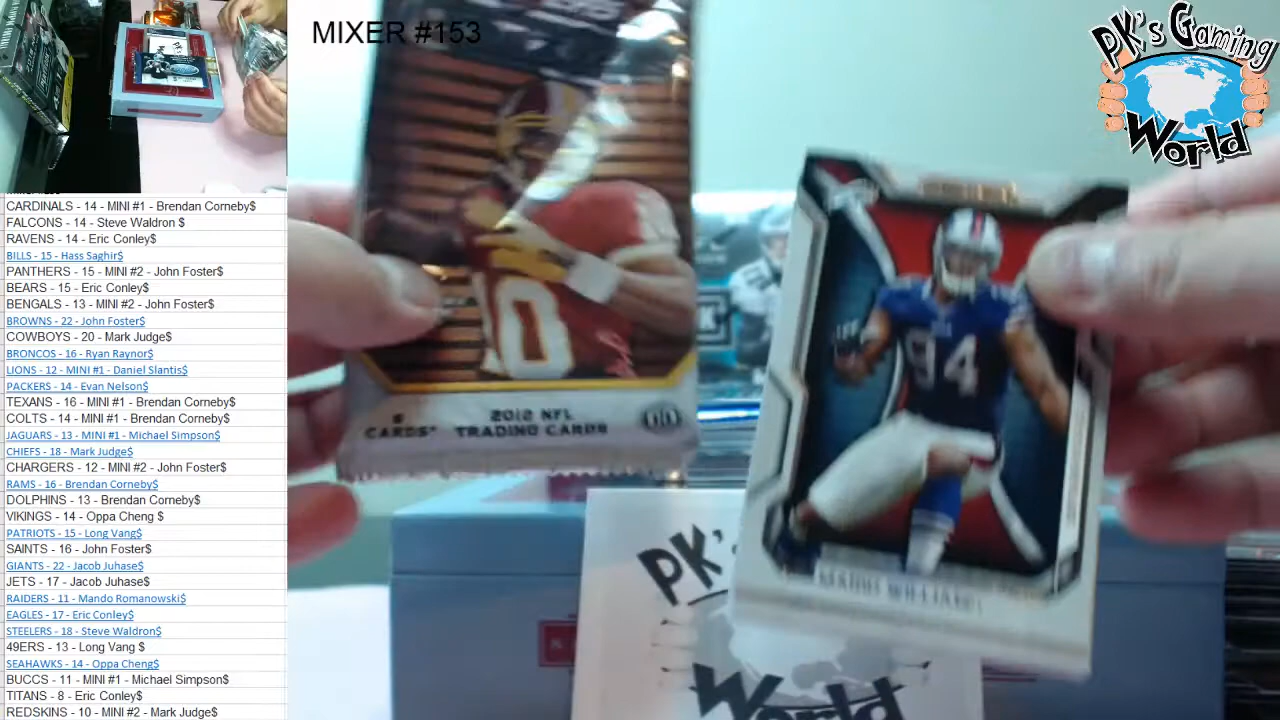 MIXER #153
PK's Gaming
World
CARDINALS - 14 - MINI #1 - Brendan Corneby$
FALCONS - 14 - Steve Waldron $
RAVENS - 14 - Eric Conley$
BILLS - 15 - Hass Saghir$
PANTHERS - 15 - MINI #2 - John Foster$
BEARS - 15 - Eric Conley$
BENGALS - 13 - MINI #2 - John Foster$
BROWNS - 22 - John Foster$
COWBOYS - 20 - Mark Judge$
BRONCOS - 16 - Ryan Raynor$
LIONS - 12 - MINI #1 - Daniel Slantis$
PACKERS - 14 - Evan Nelson$
TEXANS - 16 - MINI #1 - Brendan Corneby$
COLTS - 14 - MINI #1 - Brendan Corneby$
JAGUARS - 13 - MINI #1 - Michael Simpson$
CHIEFS - 18 - Mark Judge$
CHARGERS - 12 - MINI #2 - John Foster$
RAMS - 16 - Brendan Corneby$
DOLPHINS - 13 - Brendan Corneby$
VIKINGS - 14 - Oppa Cheng $
PATRIOTS - 15 - Long Vang$
SAINTS - 16 - John Foster$
GIANTS - 22 - Jacob Juhase$
JETS - 17 - Jacob Juhase$
RAIDERS - 11 - Mando Romanowski$
EAGLES - 17 - Eric Conley$
STEELERS - 18 - Steve Waldron$
49ERS - 13 - Long Vang $
SEAHAWKS - 14 - Oppa Cheng$
BUCCS - 11 - MINI #1 - Michael Simpson$
TITANS - 8 - Eric Conley$
REDSKINS - 10 - MINI #2 - Mark Judge$
10
2012 NFL
CARDS* TRADING CARDS
94
MARIO WILLIAMS
PK's
World